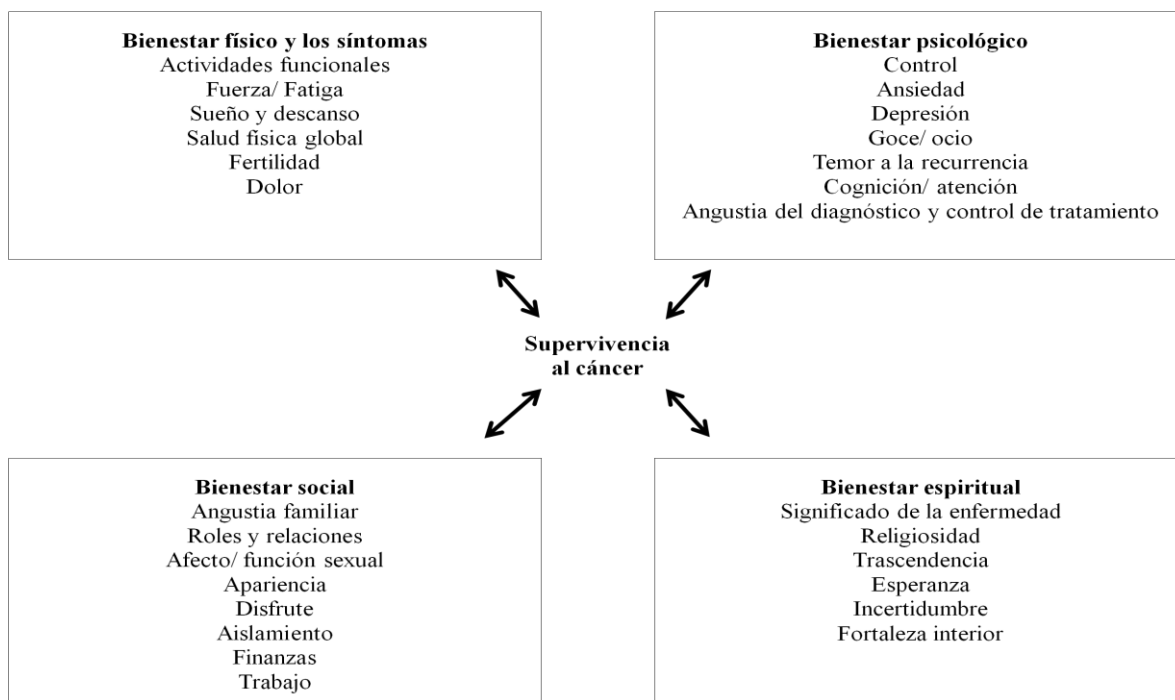 Bienestar físico y los síntomas
Actividades funcionales
Fuerza/ Fatiga
Sueño y descanso
Salud física global
Fertilidad
Dolor
Bienestar psicológico
Control
Ansiedad
Depresión
Goce/ ocio
Temor a la recurrencia
Cognición/ atención
Angustia del diagnóstico y control de tratamiento
Supervivencia
al cáncer
Bienestar social
Angustia familiar
Roles y relaciones
Afecto/ función sexual
Apariencia
Disfrute
Aislamiento
Finanzas
Trabajo
Bienestar espiritual
Significado de la enfermedad
Religiosidad
Trascendencia
Esperanza
Incertidumbre
Fortaleza interior